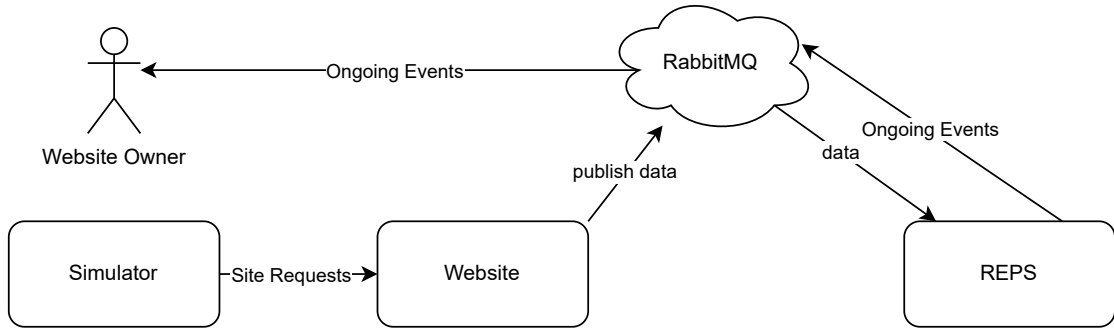 RabbitMQ
Ongoing Events
Website Owner
Ongoing Events
data
publish data
Simulator
Site Requests
Website
REPS